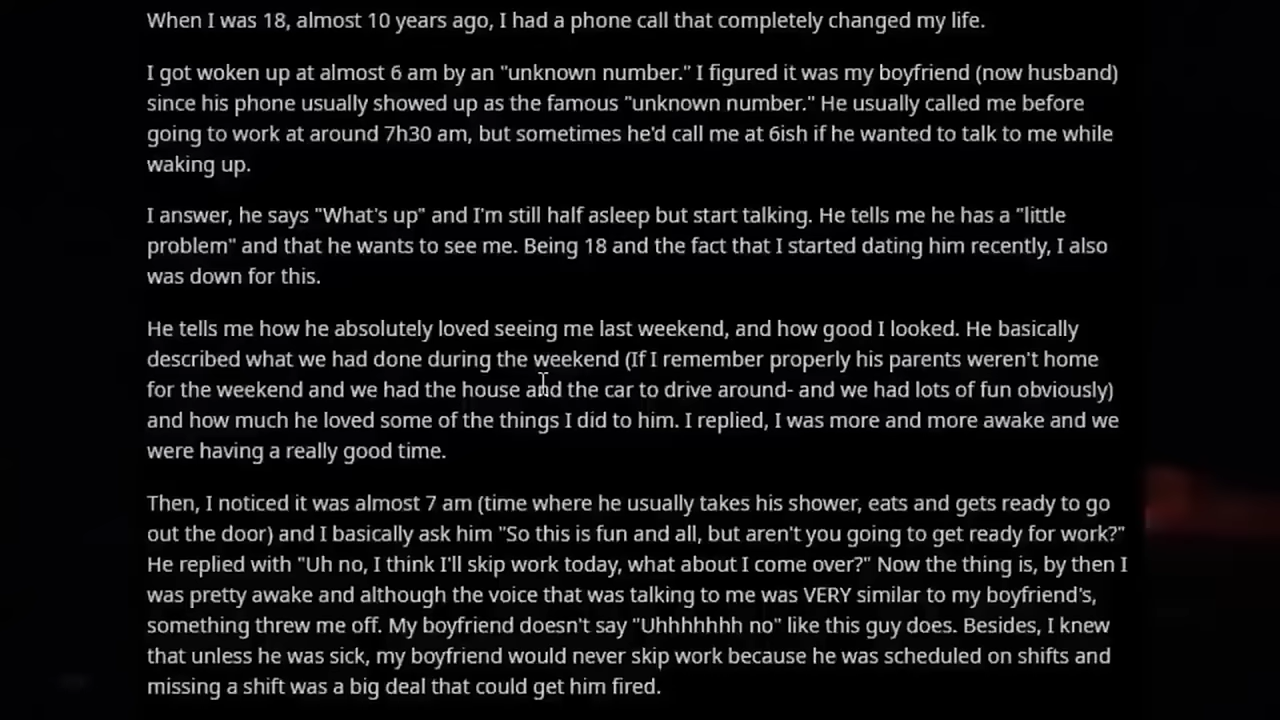 When I was 18, almost 10 years ago, I had a phone call that completely changed my life.
I got woken up at almost 6 am by an "unknown number." I figured it was my boyfriend (now husband)
since his phone usually showed up as the famous "unknown number." He usually called me before
going to work at around 7h30 am, but sometimes he'd call me at 6ish if he wanted to talk to me while
waking up.
I answer, he says "What's up" and I'm still half asleep but start talking. He tells me he has a "little
problem" and that he wants to see me. Being 18 and the fact that I started dating him recently, I also
was down for this.
He tells me how he absolutely loved seeing me last weekend, and how good I looked. He basically
described what we had done during the weekend (If I remember properly his parents weren't home
for the weekend and we had the house and the car to drive around- and we had lots of fun obviously)
and how much he loved some of the things I did to him. I replied, I was more and more awake and we
were having a really good time.
Then, I noticed it was almost 7 am (time where he usually takes his shower, eats and gets ready to go
out the door) and I basically ask him "So this is fun and all, but aren't you going to get ready for work?"
He replied with "Uh no, I think I'll skip work today, what about I come over?" Now the thing is, by then I
was pretty awake and although the voice that was talking to me was VERY similar to my boyfriend's,
something threw me off. My boyfriend doesn't say "Uhhhhhhh no" like this guy does. Besides, I knew
that unless he was sick, my boyfriend would never skip work because he was scheduled on shifts and
missing a shift was a big deal that could get him fired.